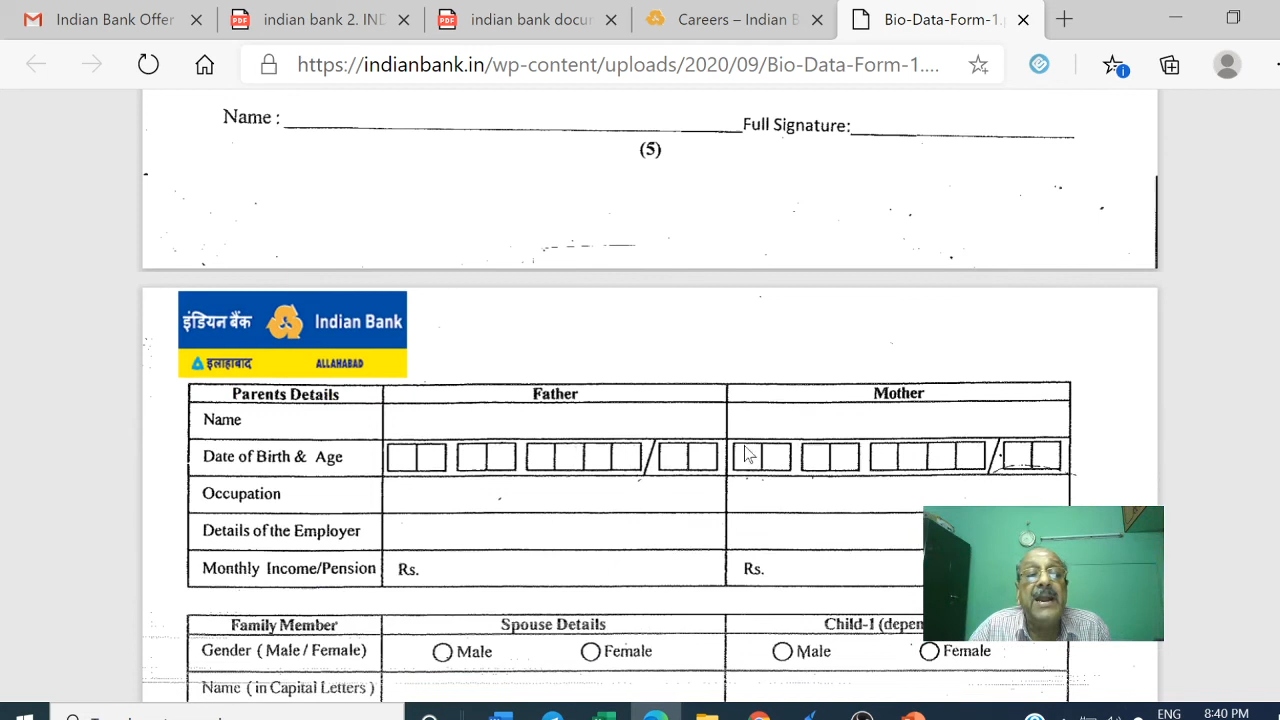 Indian Bank Offer
indian bank 2. IND
indian bank docum
Careers – Indian B
Bio-Data-Form-1.p
https://indianbank.in/wp-content/uploads/2020/09/Bio-Data-Form-1....
Name : Full Signature:
(5)
इंडियन बैंक Indian Bank
इलाहाबाद ALLAHABAD
Parents Details Father Mother
Name
Date of Birth & Age / /
Occupation
Details of the Employer
Monthly Income/Pension Rs. Rs.
Family Member Spouse Details Child-1 (depen
Gender ( Male / Female) Male Female Male Female
Name ( in Capital Letters )
ENG 8:40 PM